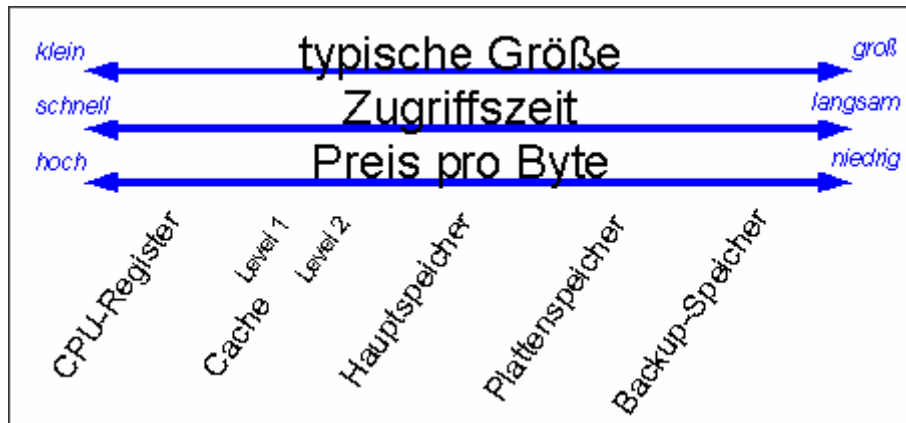 klein typische Größe groß
schnell Zugriffszeit langsam
hoch Preis pro Byte niedrig
CPU-Register
Cache
Level 1
Level 2
Hauptspeicher
Plattenspeicher
Backup-Speicher